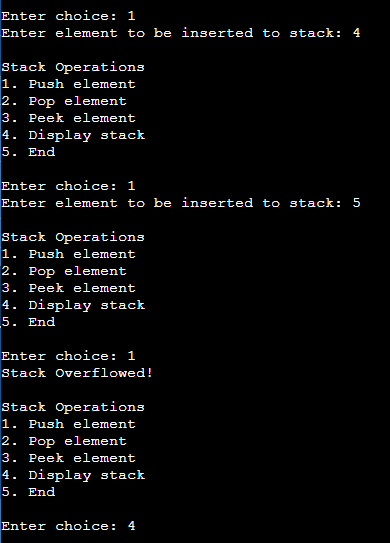 Enter choice: 1
Enter element to be inserted to stack: 4
Stack Operations
1. Push element
2. Pop element
3. Peek element
4. Display stack
5. End
Enter choice: 1
Enter element to be inserted to stack: 5
Stack Operations
1. Push element
2. Pop element
3. Peek element
4. Display stack
5. End
Enter choice: 1
Stack Overflowed!
Stack Operations
1. Push element
2. Pop element
3. Peek element
4. Display stack
5. End
Enter choice: 4